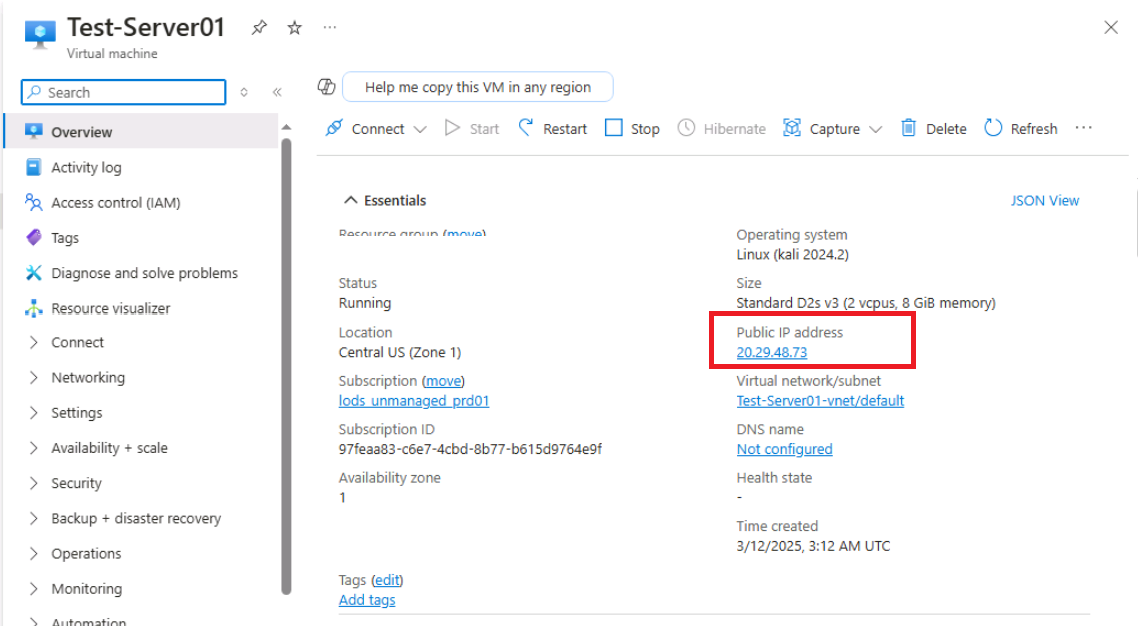 Test-Server01
Virtual machine
Search
Help me copy this VM in any region
Connect Start Restart Stop Hibernate Capture Delete Refresh
Overview
Activity log
Access control (IAM)
Tags
Diagnose and solve problems
Resource visualizer
Connect
Networking
Settings
Availability + scale
Security
Backup + disaster recovery
Operations
Monitoring
Automation
Essentials
JSON View
Resource group (move)
Status
Running
Location
Central US (Zone 1)
Subscription (move)
lods_unmanaged_prd01
Subscription ID
97feaa83-c6e7-4cbd-8b77-b615d9764e9f
Availability zone
1
Operating system
Linux (kali 2024.2)
Size
Standard D2s v3 (2 vcpus, 8 GiB memory)
Public IP address
20.29.48.73
Virtual network/subnet
Test-Server01-vnet/default
DNS name
Not configured
Health state
-
Time created
3/12/2025, 3:12 AM UTC
Tags (edit)
Add tags